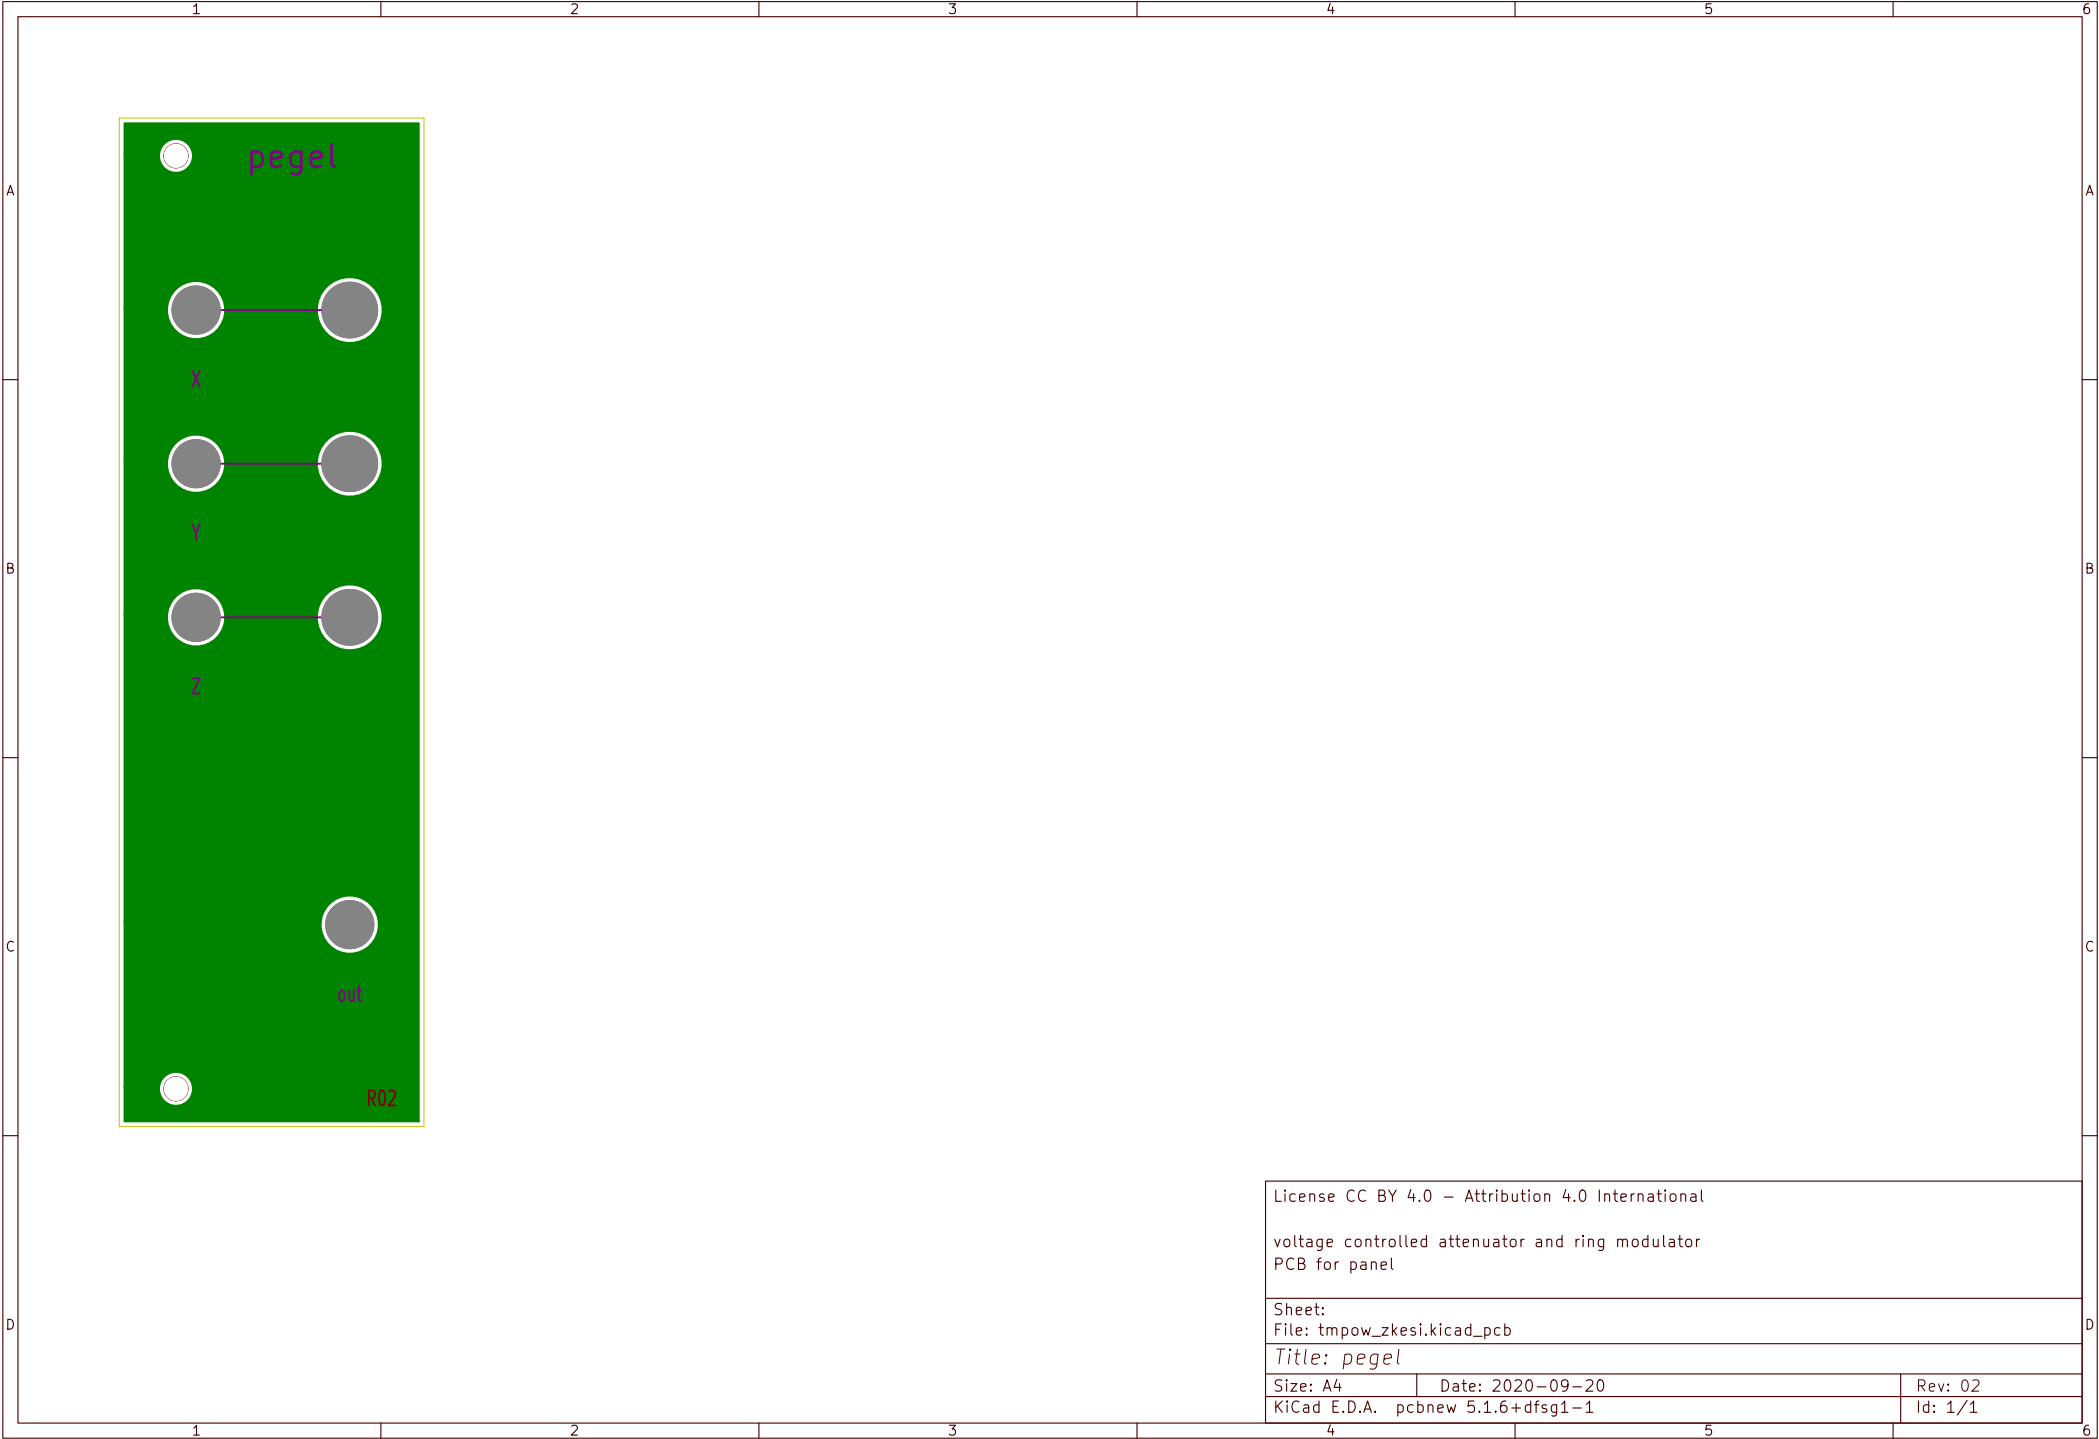 1 2 3 4 5 6
pegel
A A
X
Y
B B
Z
C C
out
R02
License CC BY 4.0 - Attribution 4.0 International
voltage controlled attenuator and ring modulator
PCB for panel
Sheet:
D D
File: tmpow_zkesi.kicad_pcb
Title: pegel
Size: A4 Date: 2020-09-20 Rev: 02
KiCad E.D.A. pcbnew 5.1.6+dfsg1-1 Id: 1/1
1 2 3 4 5 6